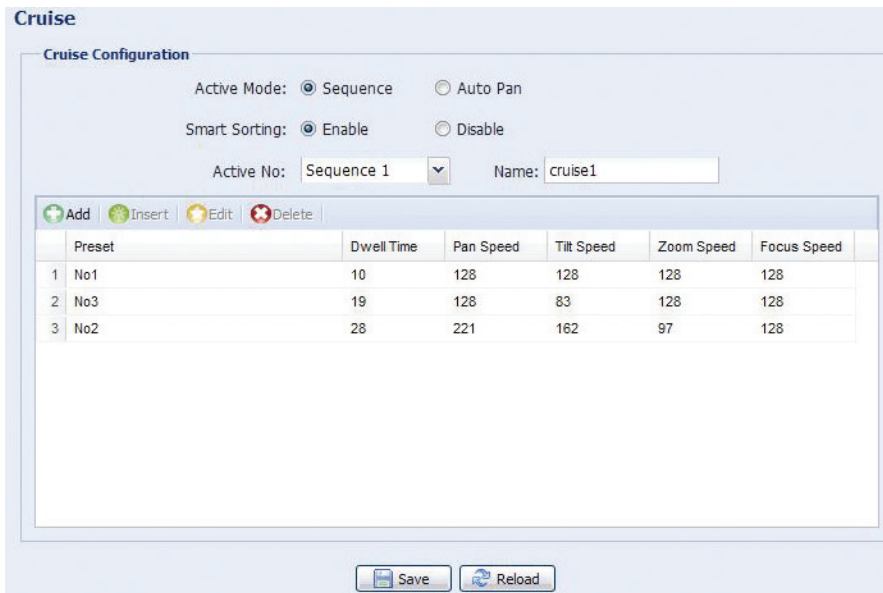 Cruise
Cruise Configuration
Active Mode: Sequence Auto Pan
Smart Sorting: Enable Disable
Active No: Sequence 1 Name: cruise1
Add Insert Edit Delete
Preset Dwell Time Pan Speed Tilt Speed Zoom Speed Focus Speed
1 No1 10 128 128 128 128
2 No3 19 128 83 128 128
3 No2 28 221 162 97 128
Save Reload